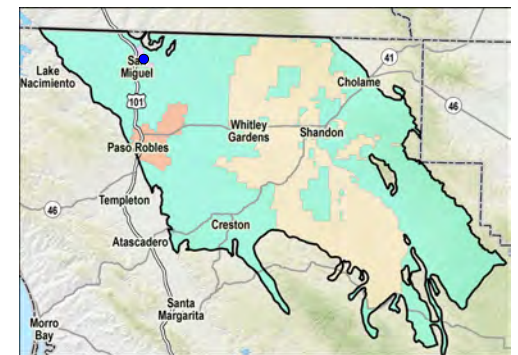 Lake
Nacimiento
San
Miguel
41
Cholame
46
101
Whitley
Gardens
Shandon
Paso Robles
Templeton
46
Creston
Atascadero
Santa
Margarita
Morro
Bay